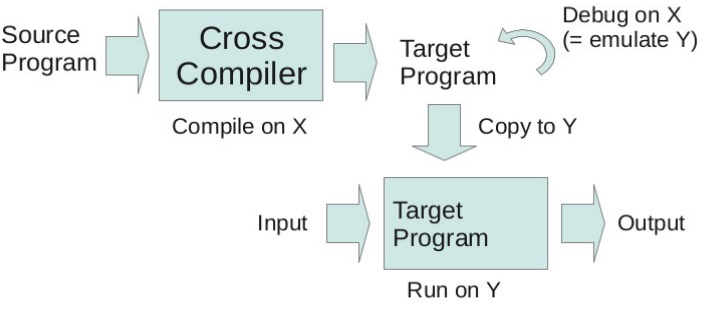 Source
Program
Cross
Compiler
Compile on X
Target
Program
Debug on X
(= emulate Y)
Copy to Y
Input
Target
Program
Output
Run on Y